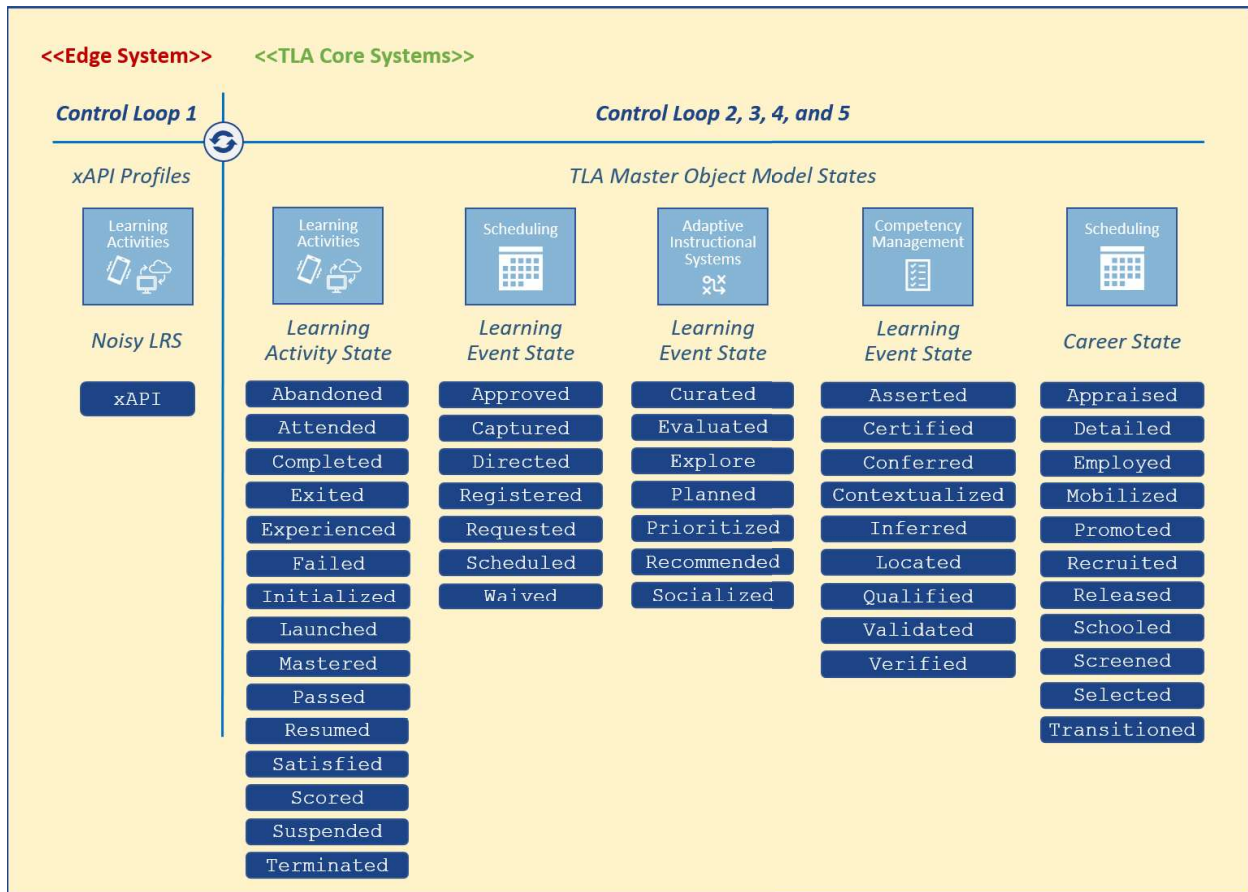 <<Edge System>>
<<TLA Core Systems>>
Control Loop 1
Control Loop 2, 3, 4, and 5
xAPI Profiles
TLA Master Object Model States
Learning
Activities
Noisy LRS
xAPI
Learning
Activities
Learning
Activity State
Abandoned
Attended
Completed
Exited
Experienced
Failed
Initialized
Launched
Mastered
Passed
Resumed
Satisfied
Scored
Suspended
Terminated
Scheduling
Learning
Event State
Approved
Captured
Directed
Registered
Requested
Scheduled
Waived
Adaptive
Instructional
Systems
Learning
Event State
Curated
Evaluated
Explore
Planned
Prioritized
Recommended
Socialized
Competency
Management
Learning
Event State
Asserted
Certified
Conferred
Contextualized
Inferred
Located
Qualified
Validated
Verified
Scheduling
Career State
Appraised
Detailed
Employed
Mobilized
Promoted
Recruited
Released
Schooled
Screened
Selected
Transitioned